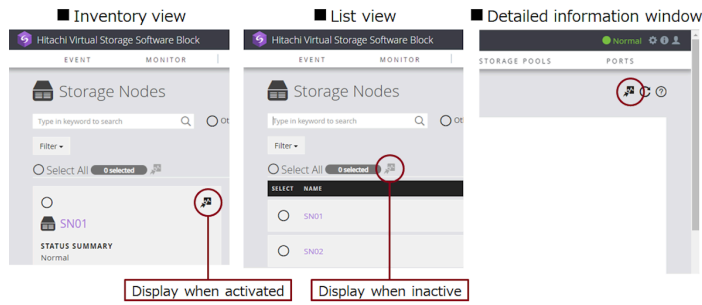 ■ Inventory view
Hitachi Virtual Storage Software Block
EVENT MONITOR
Storage Nodes
Type in keyword to search
Filter
Select All 0 selected
SN01
STATUS SUMMARY
Normal
Display when activated
■ List view
Hitachi Virtual Storage Software Block
EVENT MONITOR
Storage Nodes
Type in keyword to search
Filter
Select All 0 selected
SELECT NAME
SN01
SN02
Display when inactive
■ Detailed information window
Normal
STORAGE POOLS PORTS